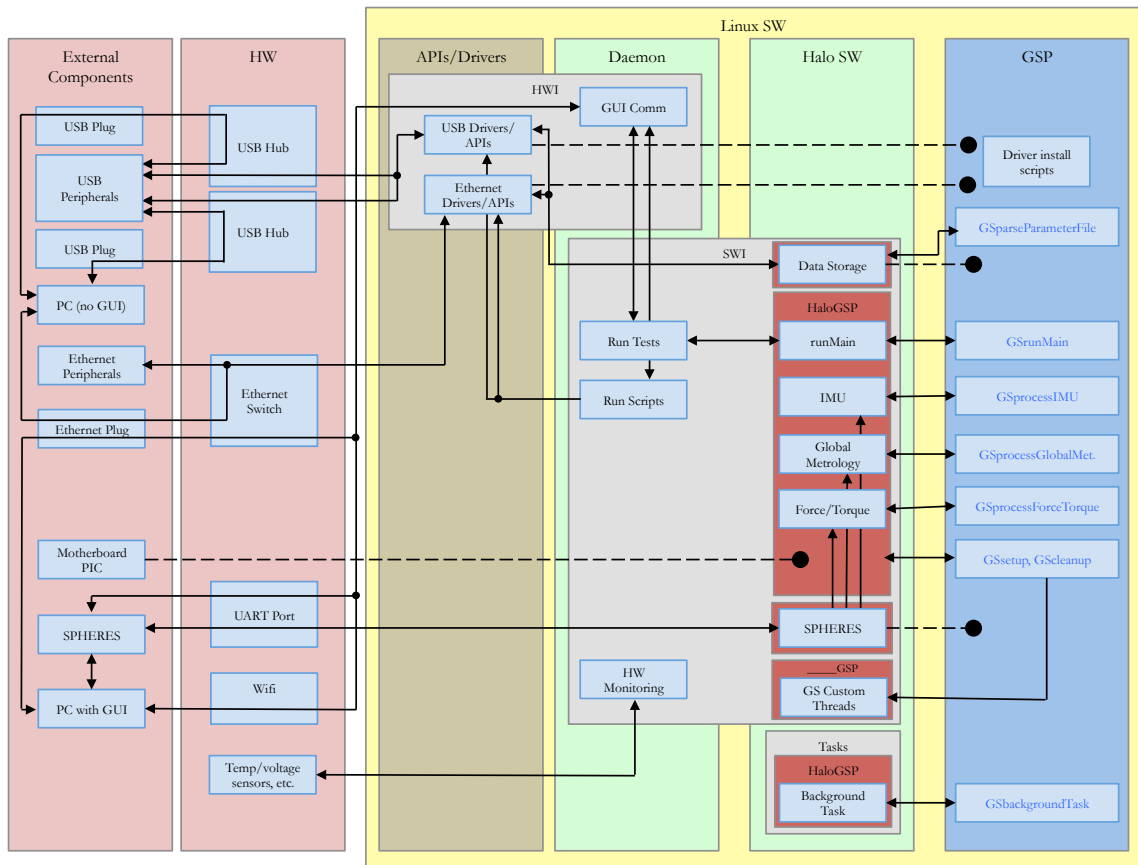 Linux SW
External
Components
HW
APIs/Drivers
Daemon
Halo SW
GSP
USB Plug
USB
Peripherals
USB Plug
PC (no GUI)
Ethernet
Peripherals
Ethernet Plug
Motherboard
PIC
SPHERES
PC with GUI
USB Hub
USB Hub
Ethernet
Switch
UART Port
Wifi
Temp/voltage
sensors, etc.
HWI
USB Drivers/
APIs
Ethernet
Drivers/APIs
GUI Comm
SWI
Run Tests
Run Scripts
HW
Monitoring
Data Storage
HaloGSP
runMain
IMU
Global
Metrology
Force/Torque
SPHERES
_____GSP
GS Custom
Threads
Tasks
HaloGSP
Background
Task
Driver install
scripts
GSparseParameterFile
GSrunMain
GSprocessIMU
GSprocessGlobalMet.
GSprocessForceTorque
GSsetup, GScleanup
GSbackgroundTask